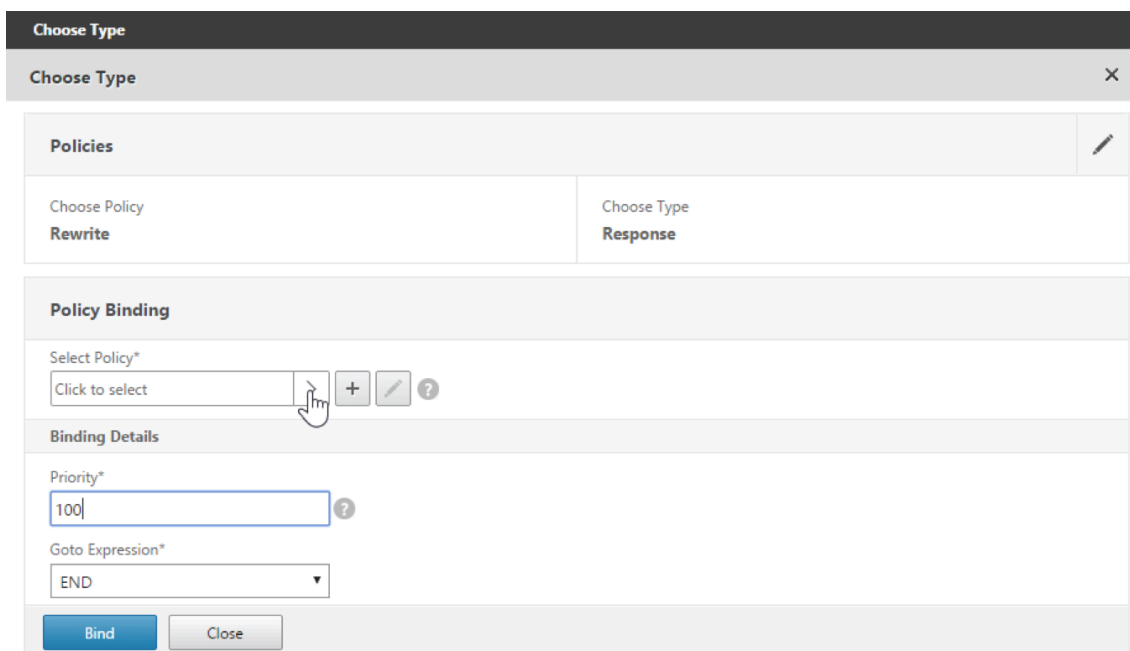 Choose Type
Choose Type
Policies
Choose Policy
Choose Type
Rewrite
Response
Policy Binding
Select Policy*
Click to select
Binding Details
Priority*
100
Goto Expression*
END
Bind
Close